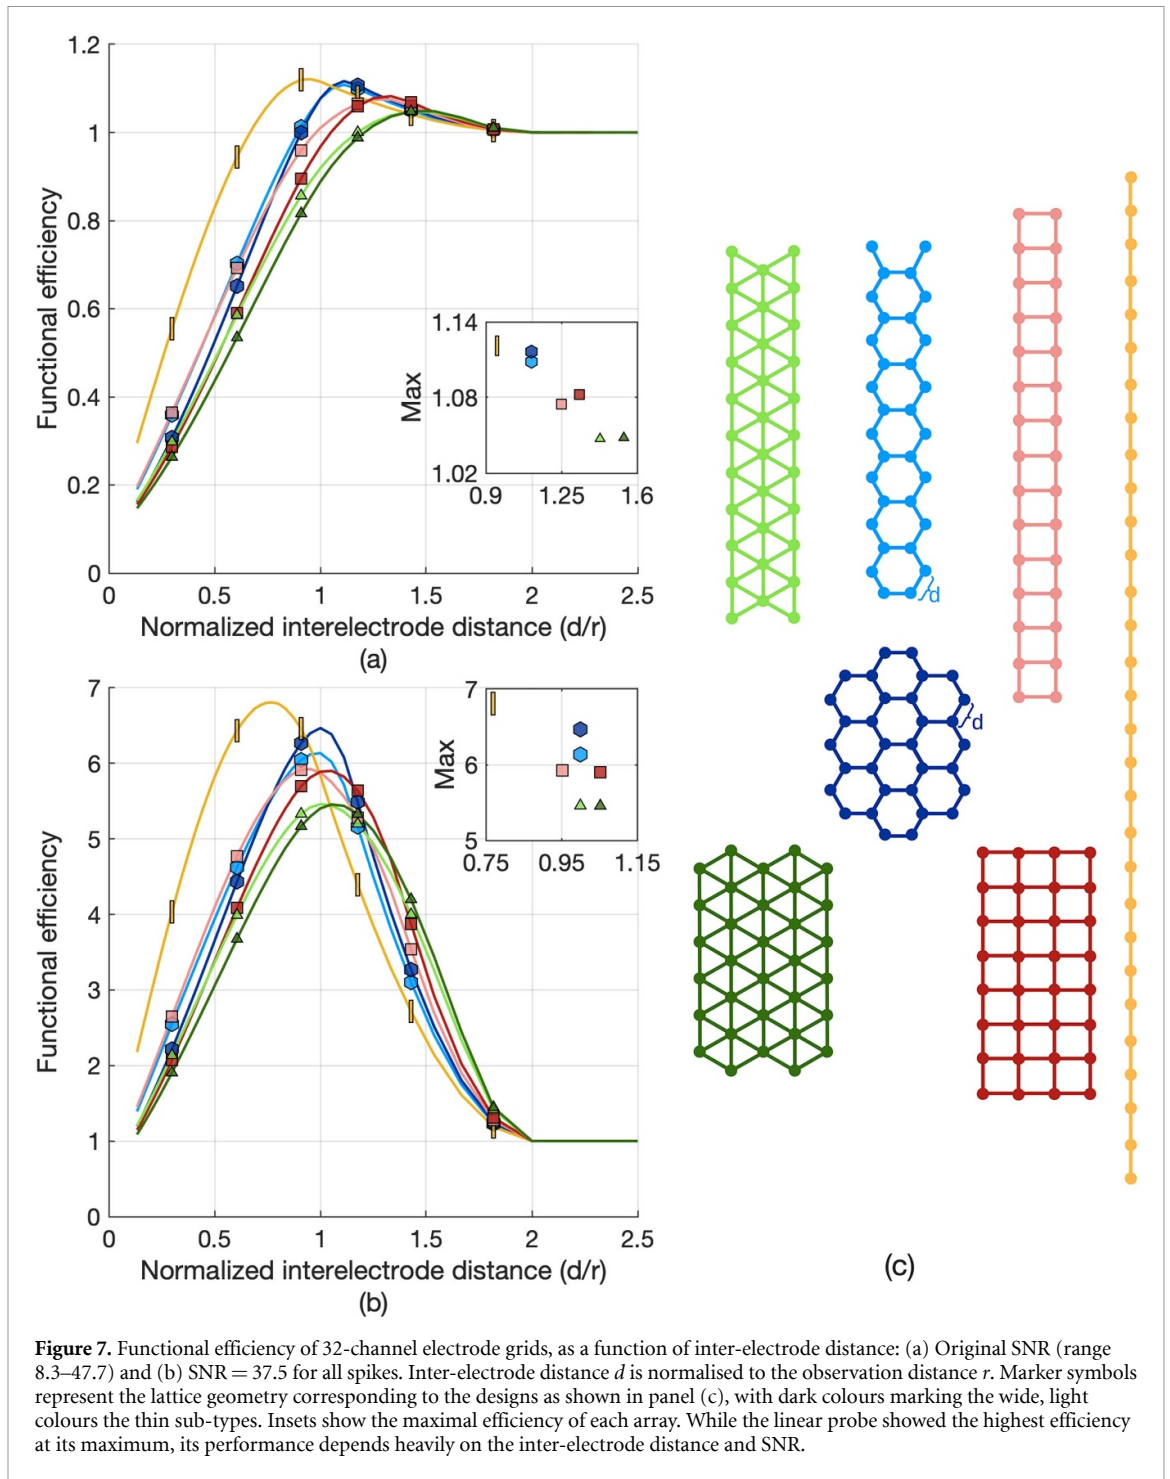 1.2
1
0.8
0.6
0.4
0.2
0
Functional efficiency
1.14
1.08
1.02
Max
0.9 1.25 1.6
0 0.5 1 1.5 2 2.5
Normalized interelectrode distance (d/r)
(a)
7
6
5
4
3
2
1
0
Functional efficiency
7
6
5
Max
0.75 0.95 1.15
0 0.5 1 1.5 2 2.5
Normalized interelectrode distance (d/r)
(b)
d
d
(c)
Figure 7. Functional efficiency of 32-channel electrode grids, as a function of inter-electrode distance: (a) Original SNR (range
8.3–47.7) and (b) SNR = 37.5 for all spikes. Inter-electrode distance d is normalised to the observation distance r. Marker symbols
represent the lattice geometry corresponding to the designs as shown in panel (c), with dark colours marking the wide, light
colours the thin sub-types. Insets show the maximal efficiency of each array. While the linear probe showed the highest efficiency
at its maximum, its performance depends heavily on the inter-electrode distance and SNR.